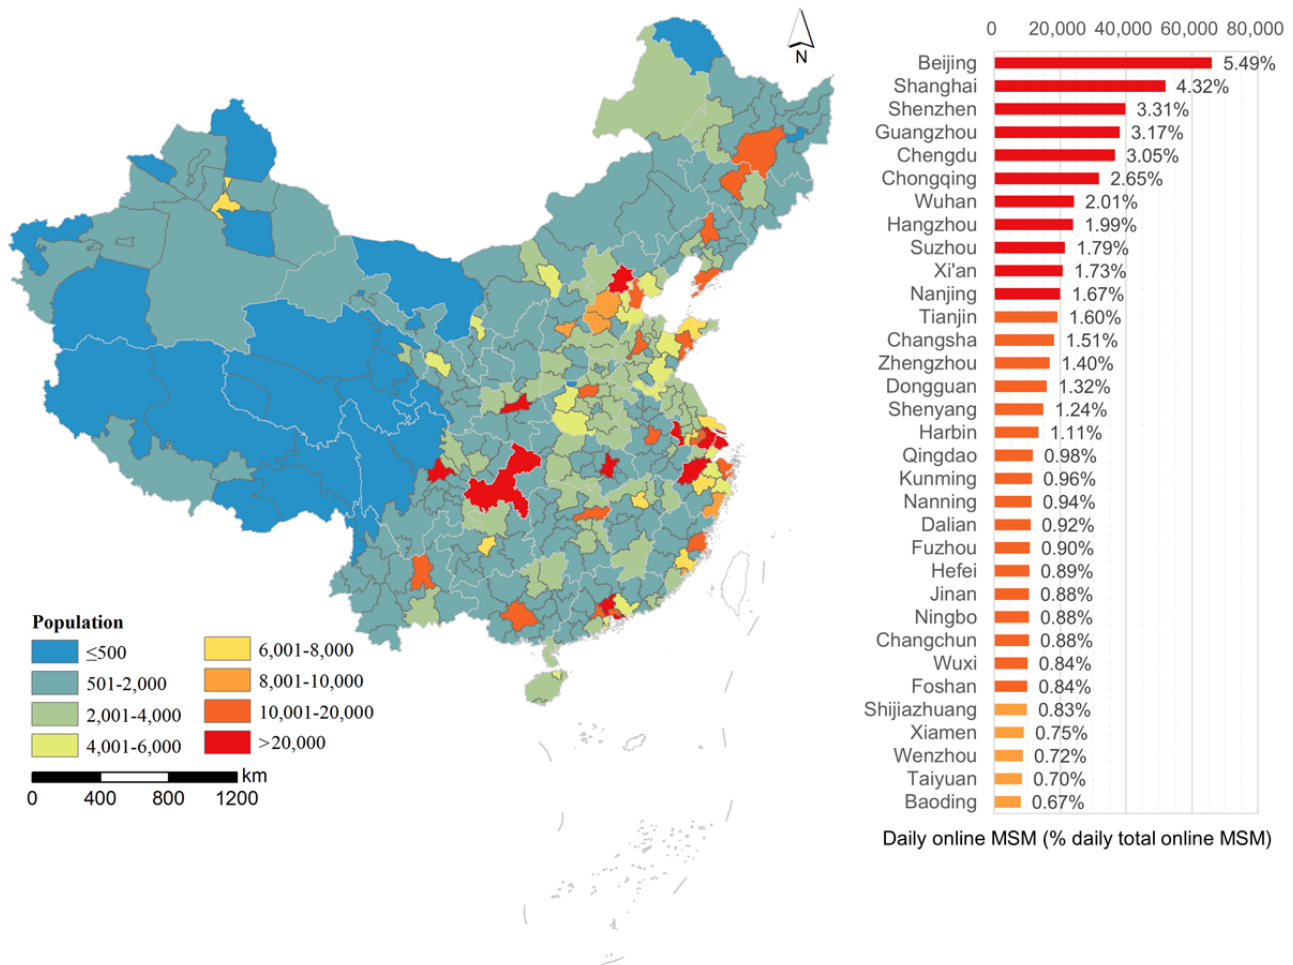 N
0 20,000 40,000 60,000 80,000
Beijing 5.49%
Shanghai 4.32%
Shenzhen 3.31%
Guangzhou 3.17%
Chengdu 3.05%
Chongqing 2.65%
Wuhan 2.01%
Hangzhou 1.99%
Suzhou 1.79%
Xi'an 1.73%
Nanjing 1.67%
Tianjin 1.60%
Changsha 1.51%
Zhengzhou 1.40%
Dongguan 1.32%
Shenyang 1.24%
Harbin 1.11%
Qingdao 0.98%
Kunming 0.96%
Nanning 0.94%
Dalian 0.92%
Fuzhou 0.90%
Hefei 0.89%
Jinan 0.88%
Ningbo 0.88%
Changchun 0.88%
Wuxi 0.84%
Foshan 0.84%
Shijiazhuang 0.83%
Xiamen 0.75%
Wenzhou 0.72%
Taiyuan 0.70%
Baoding 0.67%
Daily online MSM (% daily total online MSM)
Population
≤500
501-2,000
2,001-4,000
4,001-6,000
6,001-8,000
8,001-10,000
10,001-20,000
>20,000
km
0 400 800 1200